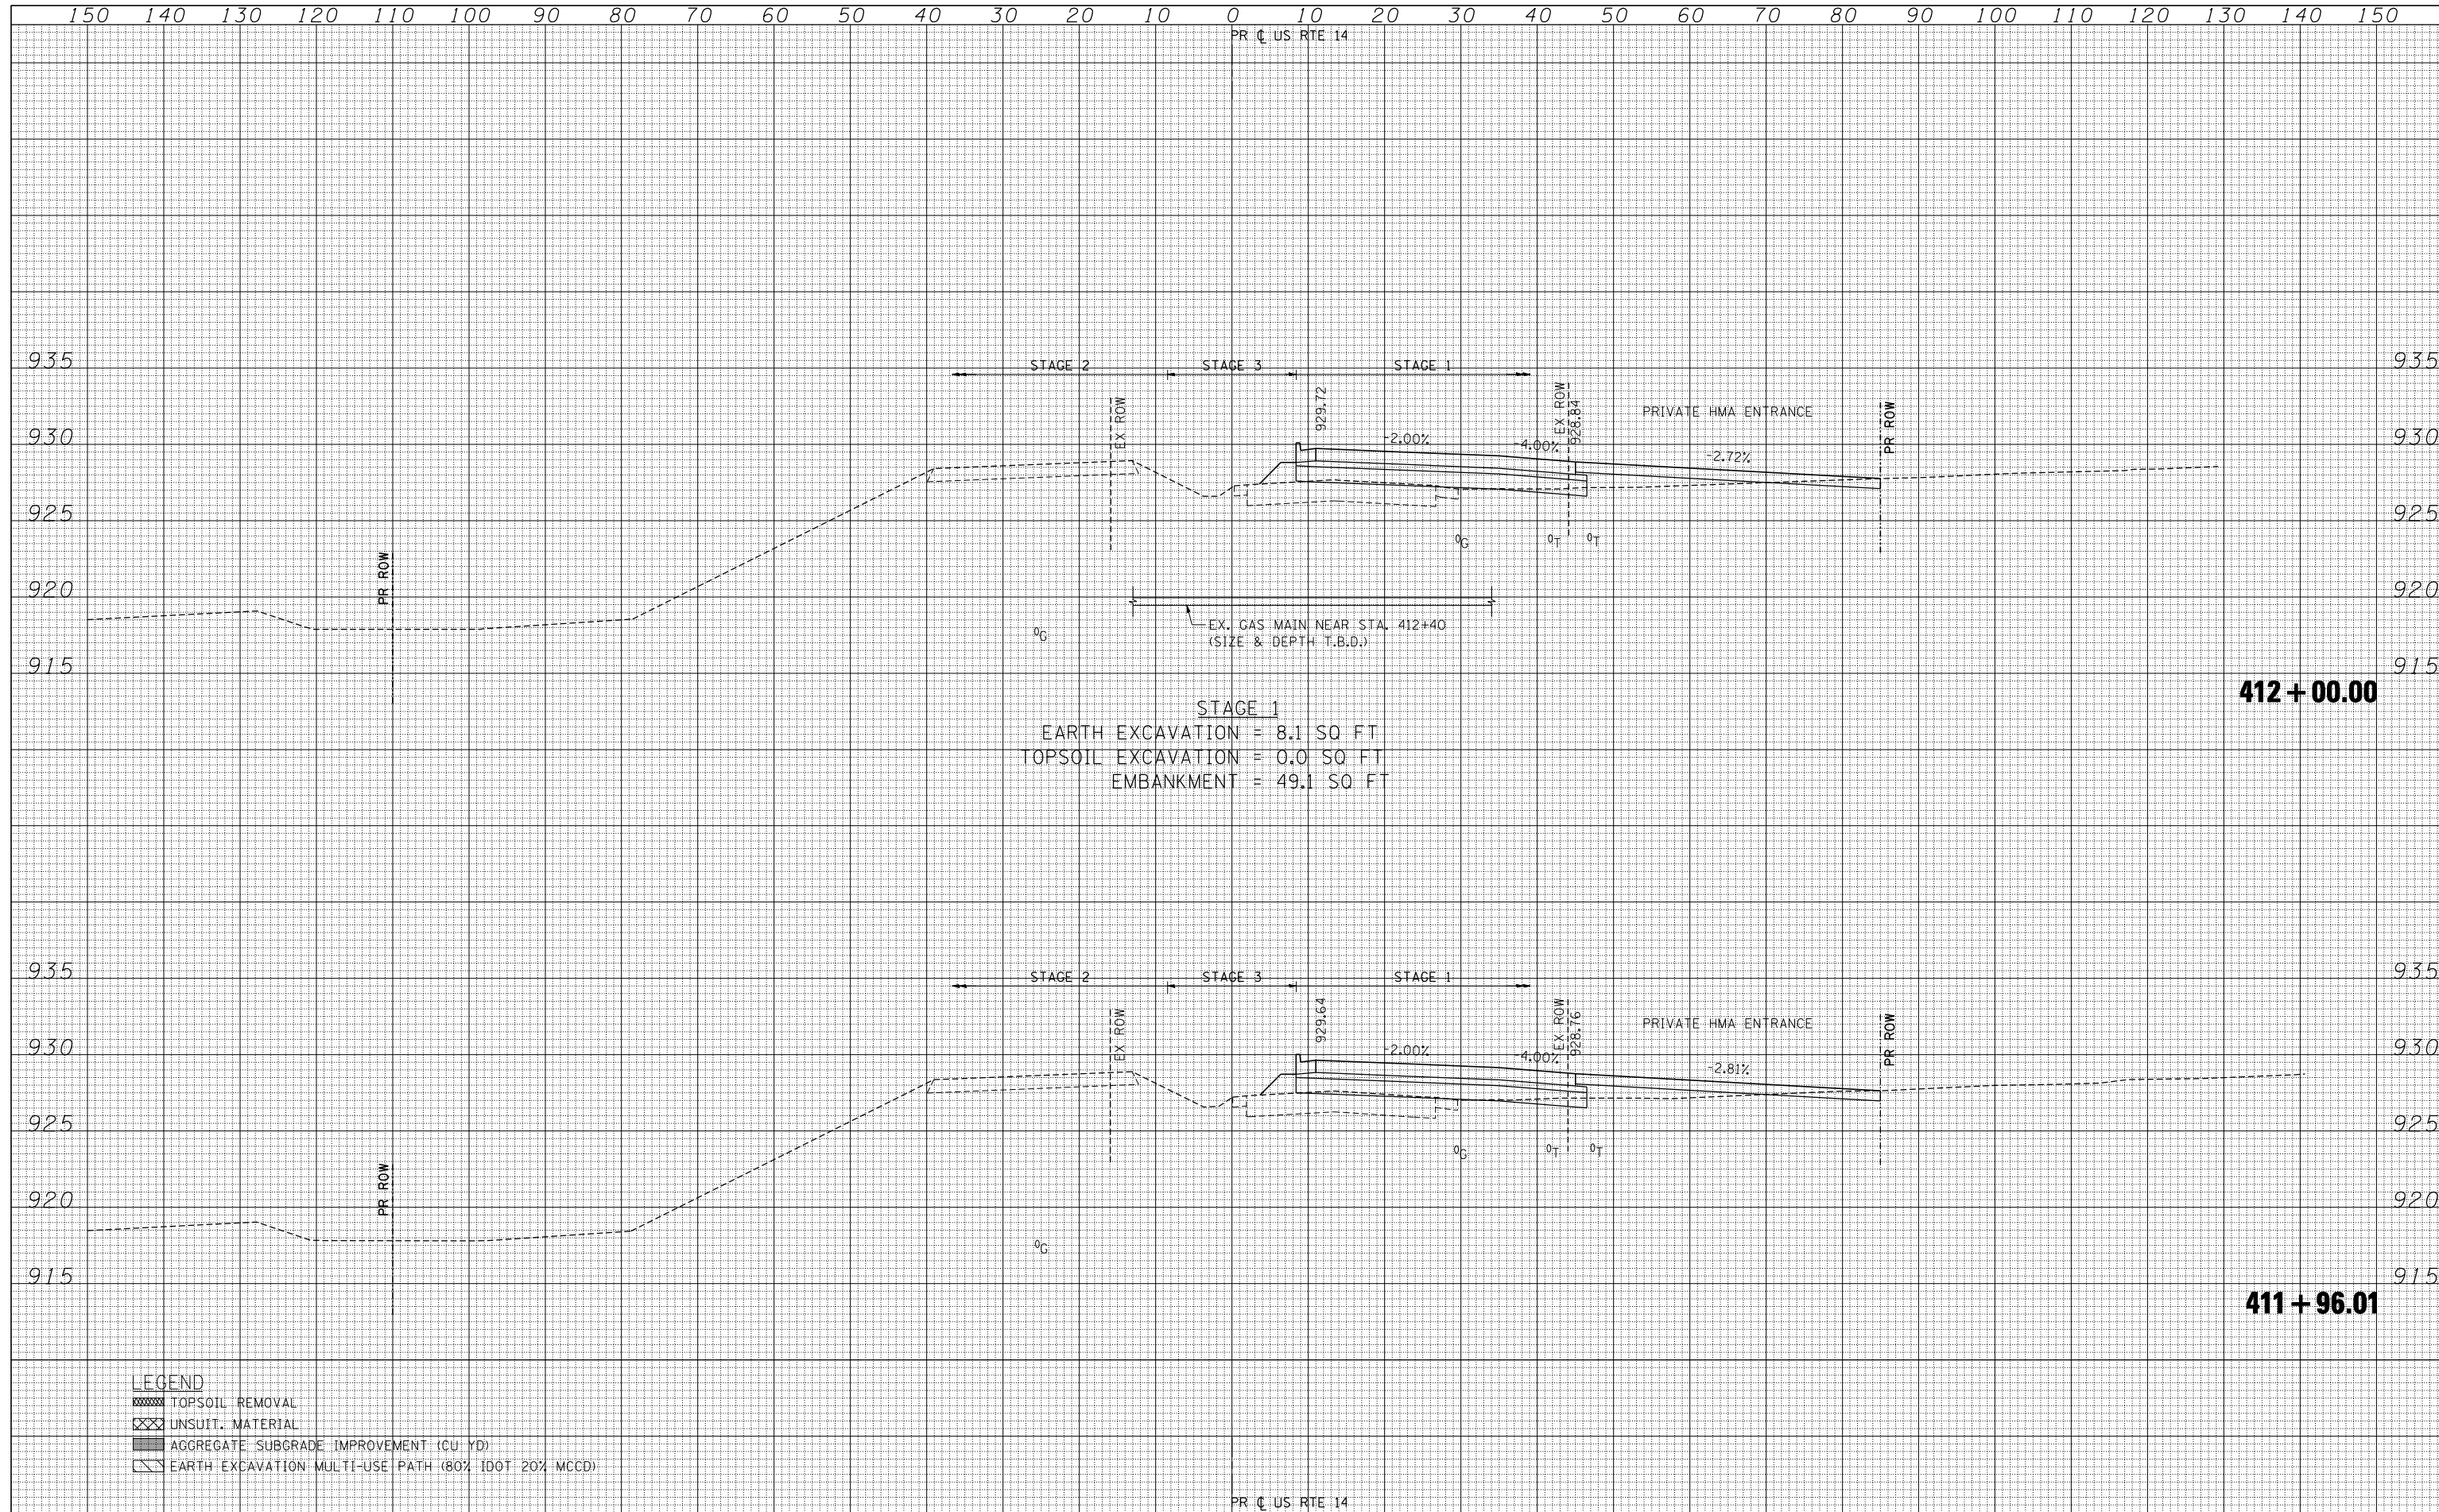 150 140 130 120 110 100 90 80 70 60 50 40 30 20 10 0 10 20 30 40 50 60 70 80 90 100 110 120 130 140 150
PR ℄ US RTE 14
935 935
STAGE 2 STAGE 3 STAGE 1
EX ROW
929.72
EX ROW
928.84
PRIVATE HMA ENTRANCE
PR ROW
930 930
-2.00%
-4.00%
-2.72%
925 925
0G 0T 0T
PR ROW
920 920
EX. GAS MAIN NEAR STA. 412+40
(SIZE & DEPTH T.B.D.)
0G
915 915
412+00.00
STAGE 1
EARTH EXCAVATION = 8.1 SQ FT
TOPSOIL EXCAVATION = 0.0 SQ FT
EMBANKMENT = 49.1 SQ FT
935 935
STAGE 2 STAGE 3 STAGE 1
EX ROW
929.64
EX ROW
928.76
PRIVATE HMA ENTRANCE
PR ROW
930 930
-2.00%
-4.00%
-2.81%
925 925
0G 0T 0T
PR ROW
920 920
0G
915 915
411+96.01
LEGEND
TOPSOIL REMOVAL
UNSUIT. MATERIAL
AGGREGATE SUBGRADE IMPROVEMENT (CU YD)
EARTH EXCAVATION MULTI-USE PATH (80% IDOT 20% MCCD)
PR ℄ US RTE 14